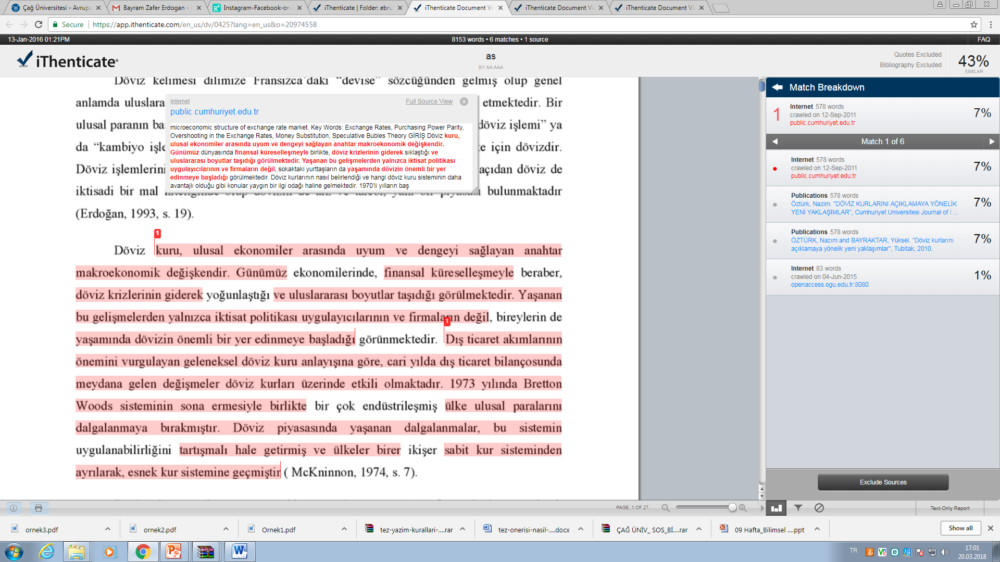 Çağ Üniversitesi - Avrupa
Bayram Zafer Erdogan -
Instagram-Facebook-or-
iThenticate | Folder: ebru
iThenticate Document Vi
iThenticate Document Vi
iThenticate Document Vi
Secure
https://app.ithenticate.com/en_us/dv/0425?lang=en_us&o=20974558
13-Jan-2016 01:21PM
8153 words • 6 matches • 1 source
FAQ
iThenticate®
as
BY AA AAA
Quotes Excluded
Bibliography Excluded
43%
SIMILAR
Döviz kelimesi dilimize Fransızca'daki “devise” sözcüğünden gelmiş olup genel
anlamda uluslara
etmektedir. Bir
ulusal paranın ba
döviz işlemi” ya
da “kambiyo işle
e için dövizdir.
Döviz işlemlerini
açıdan döviz de
iktisadi bir mal niteliğinde olup dövizin de arz ve talebi, yani bir piyasası bulunmaktadır
(Erdoğan, 1993, s. 19).
Internet
Full Source View
public.cumhuriyet.edu.tr
microeconomic structure of exchange rate market. Key Words: Exchange Rates, Purchasing Power Parity,
Overshooting in the Exchange Rates, Money Substitution, Speculative Bubles Theory GİRİŞ Döviz kuru,
ulusal ekonomiler arasında uyum ve dengeyi sağlayan anahtar makroekonomik değişkendir.
Günümüz dünyasında finansal küreselleşmeyle birlikte, döviz krizlerinin giderek sıklaştığı ve
uluslararası boyutlar taşıdığı görülmektedir. Yaşanan bu gelişmelerden yalnızca iktisat politikası
uygulayıcılarının ve firmaların değil, sokaktaki yurttaşların da yaşamında dövizin önemli bir yer
edinmeye başladığı görülmektedir. Döviz kurlarının nasıl belirlendiği ve hangi döviz kuru sisteminin daha
avantajlı olduğu gibi konular yaygın bir ilgi odağı haline gelmektedir. 1970'li yılların baş
1
Döviz kuru, ulusal ekonomiler arasında uyum ve dengeyi sağlayan anahtar
makroekonomik değişkendir. Günümüz ekonomilerinde, finansal küreselleşmeyle beraber,
döviz krizlerinin giderek yoğunlaştığı ve uluslararası boyutlar taşıdığı görülmektedir. Yaşanan
bu gelişmelerden yalnızca iktisat politikası uygulayıcılarının ve firmaların değil, bireylerin de
1
yaşamında dövizin önemli bir yer edinmeye başladığı görünmektedir. Dış ticaret akımlarının
önemini vurgulayan geleneksel döviz kuru anlayışına göre, cari yılda dış ticaret bilançosunda
meydana gelen değişmeler döviz kurları üzerinde etkili olmaktadır. 1973 yılında Bretton
Woods sisteminin sona ermesiyle birlikte bir çok endüstrileşmiş ülke ulusal paralarını
dalgalanmaya bırakmıştır. Döviz piyasasında yaşanan dalgalanmalar, bu sistemin
uygulanabilirliğini tartışmalı hale getirmiş ve ülkeler birer ikişer sabit kur sisteminden
ayrılarak, esnek kur sistemine geçmiştir ( McKninnon, 1974, s. 7).
Match Breakdown
1
Internet 578 words
crawled on 12-Sep-2011
public.cumhuriyet.edu.tr
7%
Match 1 of 6
Internet 578 words
crawled on 12-Sep-2011
public.cumhuriyet.edu.tr
7%
Publications 578 words
Öztürk, Nazim. "DÖVİZ KURLARINI AÇIKLAMAYA YÖNELİK
YENİ YAKLAŞIMLAR", Cumhuriyet Universitesi Journal of E...
7%
Publications 578 words
ÖZTÜRK, Nazım and BAYRAKTAR, Yüksel. "Döviz kurlarını
açıklamaya yönelik yeni yaklaşımlar", Tubitak, 2010.
7%
Internet 83 words
crawled on 04-Jun-2015
openaccess.ogu.edu.tr:8080
1%
Exclude Sources
PAGE: 1 OF 27
Text-Only Report
ornek3.pdf
ornek2.pdf
Ornek1.pdf
tez-yazim-kurallari-....rar
tez-onerisi-nasil-....docx
ÇAĞ ÜNİV_ SOS_Bİ....rar
09 Hafta_Bilimsel ....ppt
Show all
TR
17:01
20.03.2018